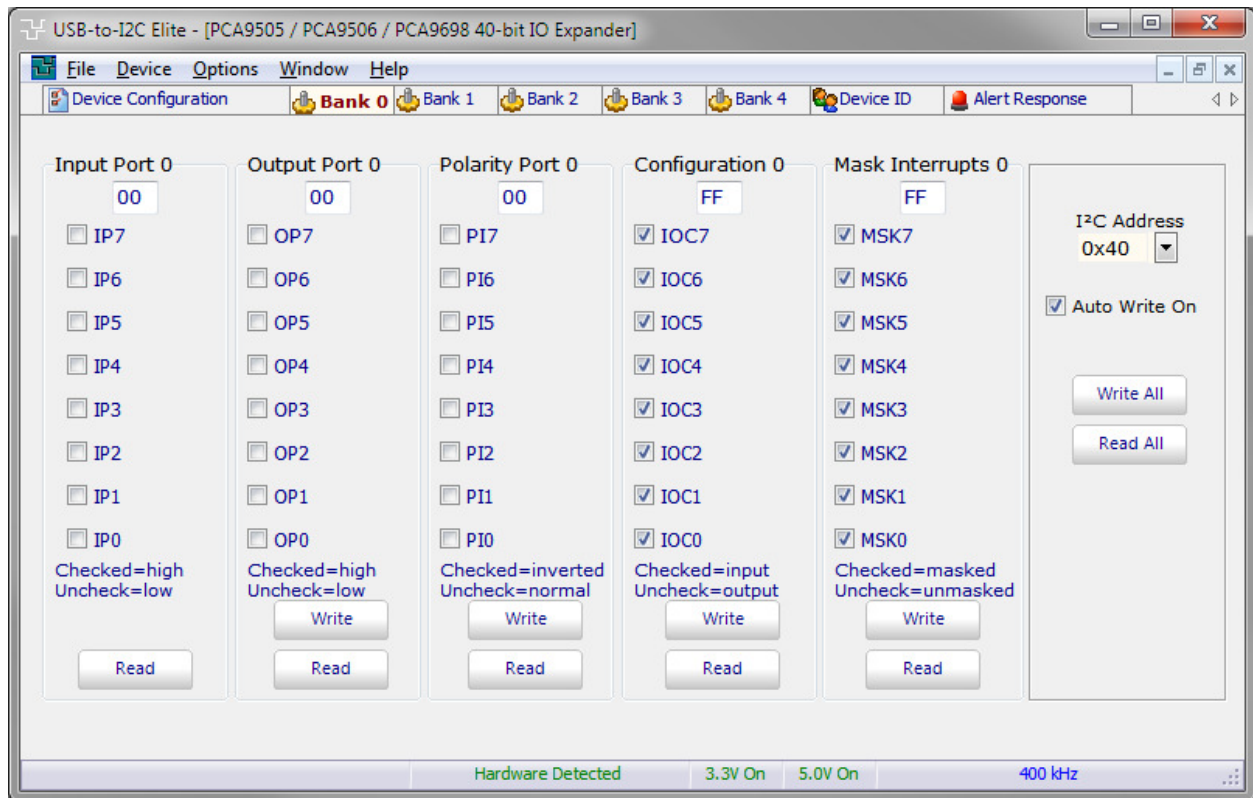 USB-to-I2C Elite - [PCA9505 / PCA9506 / PCA9698 40-bit IO Expander]
File Device Options Window Help
Device Configuration Bank 0 Bank 1 Bank 2 Bank 3 Bank 4 Device ID Alert Response
Input Port 0 Output Port 0 Polarity Port 0 Configuration 0 Mask Interrupts 0
00 00 00 FF FF
I²C Address
IP7 OP7 PI7 IOC7 MSK7
0x40
IP6 OP6 PI6 IOC6 MSK6
Auto Write On
IP5 OP5 PI5 IOC5 MSK5
IP4 OP4 PI4 IOC4 MSK4
Write All
IP3 OP3 PI3 IOC3 MSK3
Read All
IP2 OP2 PI2 IOC2 MSK2
IP1 OP1 PI1 IOC1 MSK1
IP0 OP0 PI0 IOC0 MSK0
Checked=high Checked=high Checked=inverted Checked=input Checked=masked
Uncheck=low Uncheck=low Uncheck=normal Uncheck=output Uncheck=unmasked
Write Write Write Write
Read Read Read Read Read
Hardware Detected 3.3V On 5.0V On 400 kHz